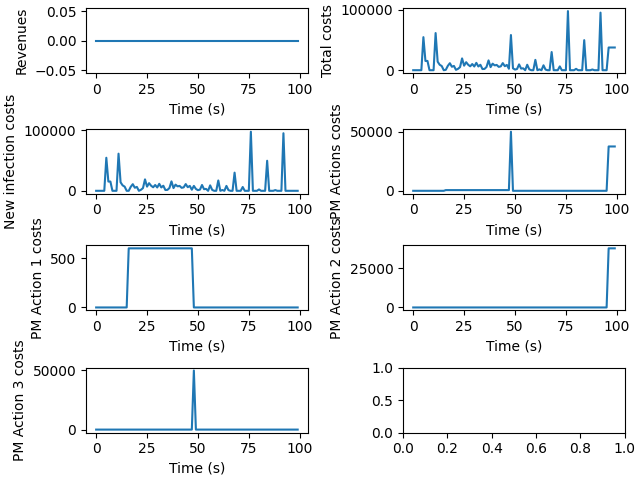 Revenues
0.05
0.00
−0.05
0 25 50 75 100
Time (s)
Total costs
100000
0
0 25 50 75 100
Time (s)
New infection costs
100000
0
0 25 50 75 100
Time (s)
PM Actions costs
50000
0
0 25 50 75 100
Time (s)
PM Action 1 costs
500
0
0 25 50 75 100
Time (s)
PM Action 2 costs
25000
0
0 25 50 75 100
Time (s)
PM Action 3 costs
50000
0
0 25 50 75 100
Time (s)
1.0
0.5
0.0
0.0 0.2 0.4 0.6 0.8 1.0